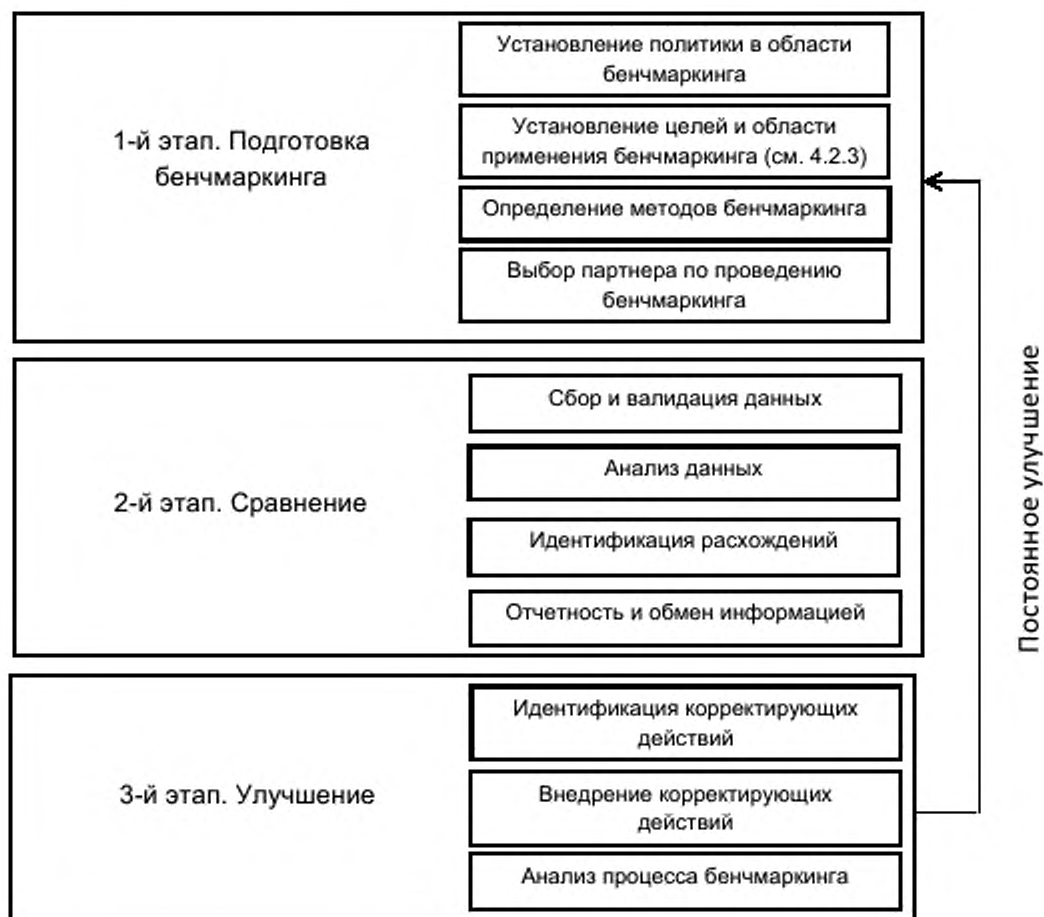 Установление политики в области
бенчмаркинга
1-й этап. Подготовка
бенчмаркинга
Установление целей и области
применения бенчмаркинга (см. 4.2.3)
Определение методов бенчмаркинга
Выбор партнера по проведению
бенчмаркинга
2-й этап. Сравнение
Сбор и валидация данных
Анализ данных
Идентификация расхождений
Отчетность и обмен информацией
3-й этап. Улучшение
Идентификация корректирующих
действий
Внедрение корректирующих
действий
Анализ процесса бенчмаркинга
Постоянное улучшение